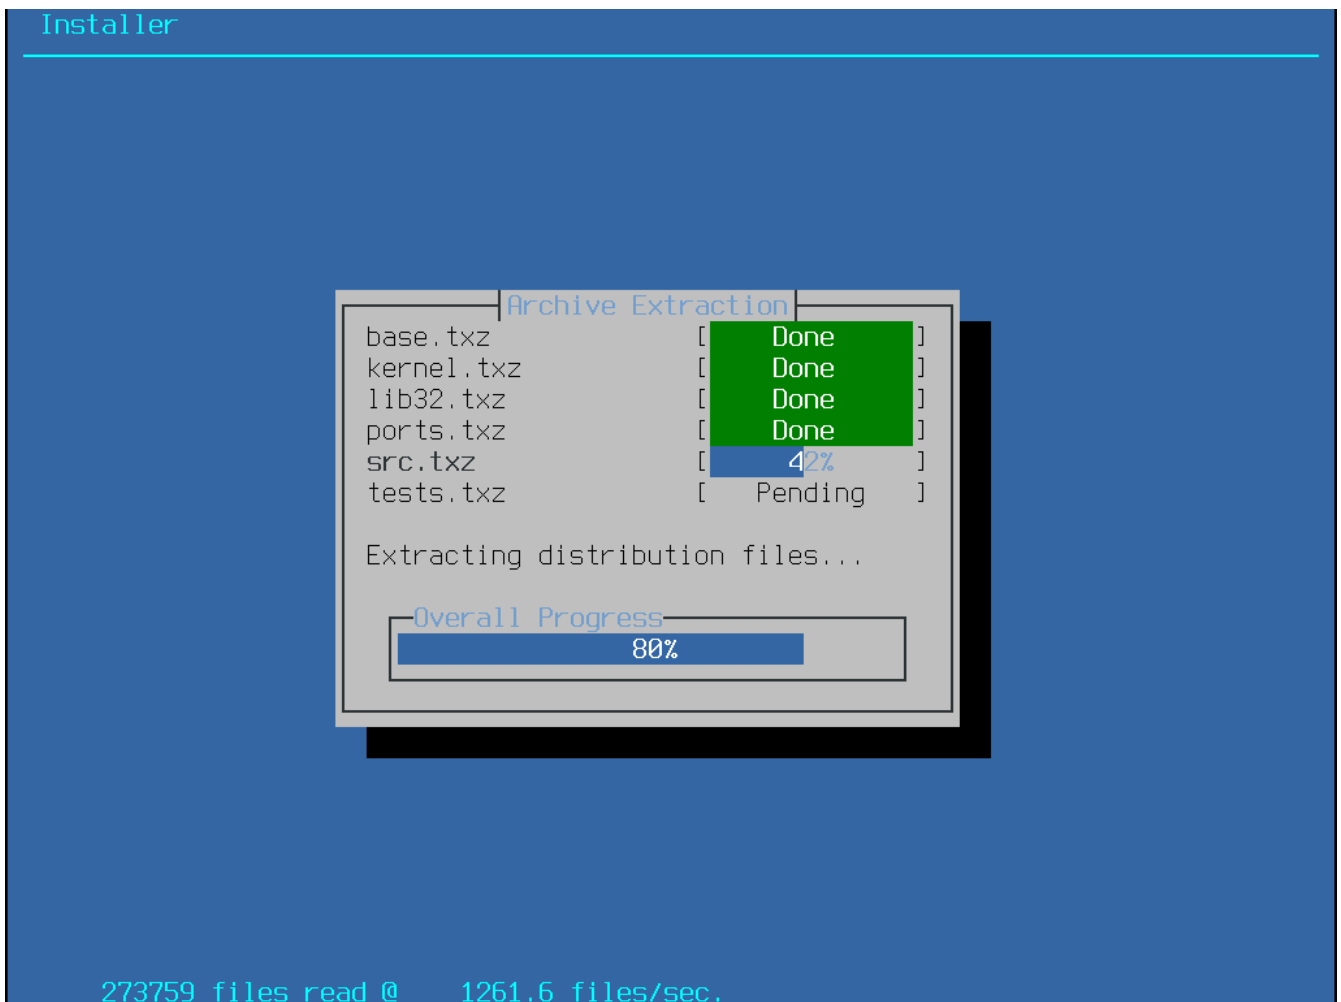 Installer
Archive Extraction
base.txz [ Done ]
kernel.txz [ Done ]
lib32.txz [ Done ]
ports.txz [ Done ]
src.txz [ 42% ]
tests.txz [ Pending ]
Extracting distribution files...
Overall Progress
80%
273759 files read @ 1261.6 files/sec.